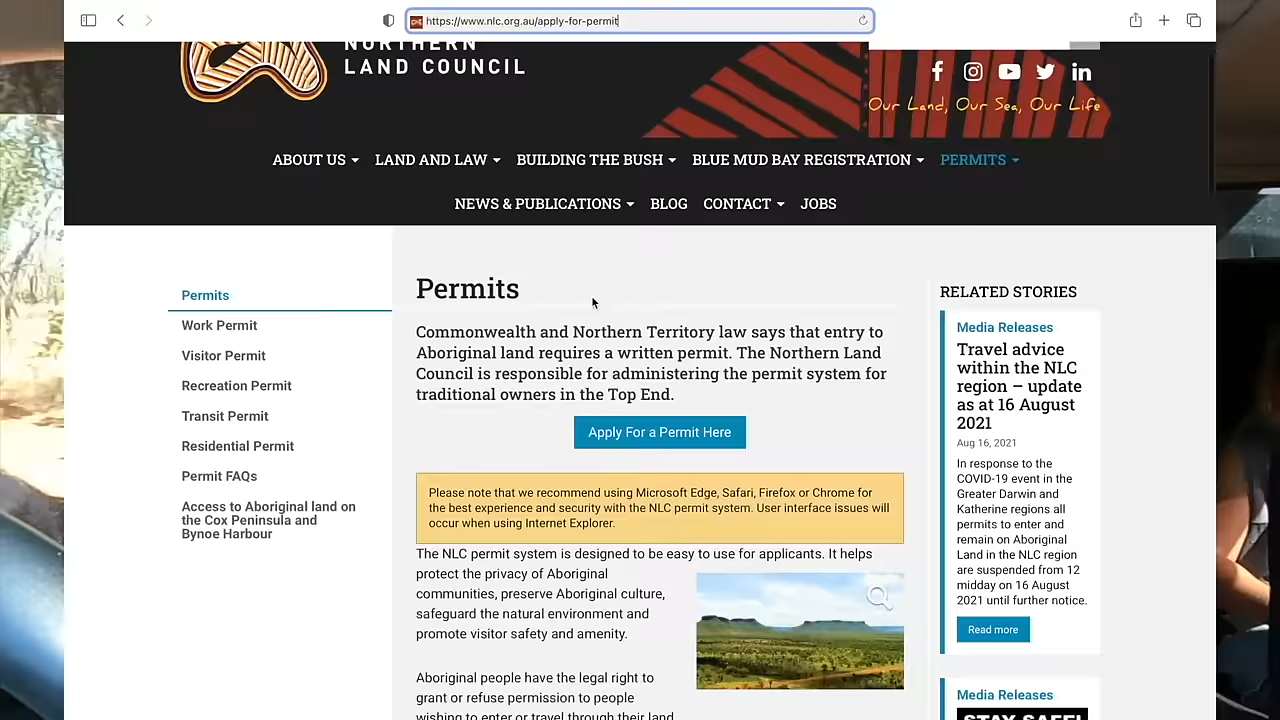 https://www.nlc.org.au/apply-for-permit
NORTHERN
LAND COUNCIL
Our Land, Our Sea, Our Life
ABOUT US
LAND AND LAW
BUILDING THE BUSH
BLUE MUD BAY REGISTRATION
PERMITS
NEWS & PUBLICATIONS
BLOG
CONTACT
JOBS
Permits
Work Permit
Visitor Permit
Recreation Permit
Transit Permit
Residential Permit
Permit FAQs
Access to Aboriginal land on
the Cox Peninsula and
Bynoe Harbour
Permits
Commonwealth and Northern Territory law says that entry to
Aboriginal land requires a written permit. The Northern Land
Council is responsible for administering the permit system for
traditional owners in the Top End.
Apply For a Permit Here
Please note that we recommend using Microsoft Edge, Safari, Firefox or Chrome for
the best experience and security with the NLC permit system. User interface issues will
occur when using Internet Explorer.
The NLC permit system is designed to be easy to use for applicants. It helps
protect the privacy of Aboriginal
communities, preserve Aboriginal culture,
safeguard the natural environment and
promote visitor safety and amenity.
Aboriginal people have the legal right to
grant or refuse permission to people
wishing to enter or travel through their land
RELATED STORIES
Media Releases
Travel advice
within the NLC
region – update
as at 16 August
2021
Aug 16, 2021
In response to the
COVID-19 event in the
Greater Darwin and
Katherine regions all
permits to enter and
remain on Aboriginal
Land in the NLC region
are suspended from 12
midday on 16 August
2021 until further notice.
Read more
Media Releases
STAY SAFE!